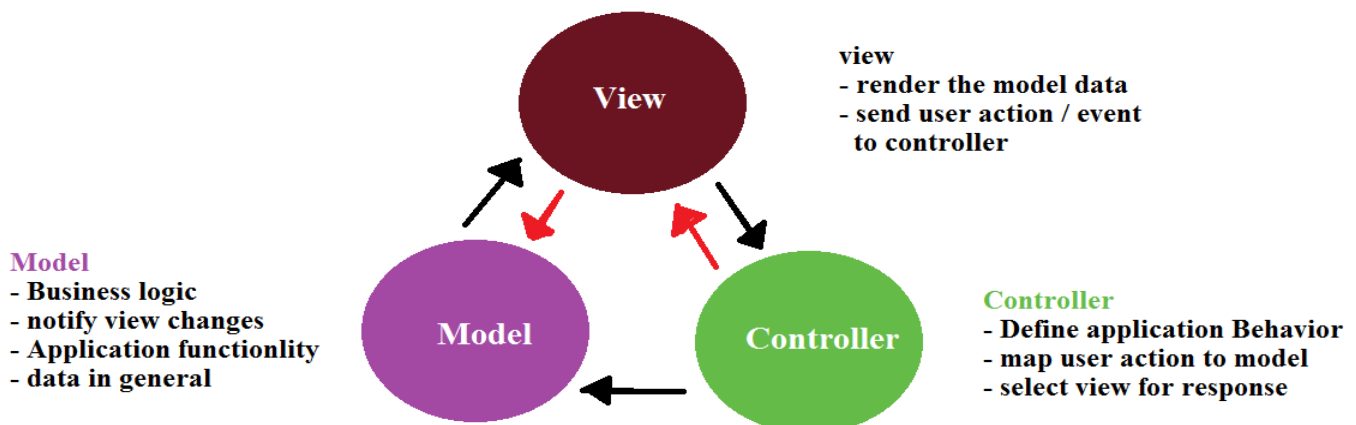 View
view
- render the model data
- send user action / event
to controller
Model
- Business logic
- notify view changes
- Application functionlity
- data in general
Model
Controller
Controller
- Define application Behavior
- map user action to model
- select view for response